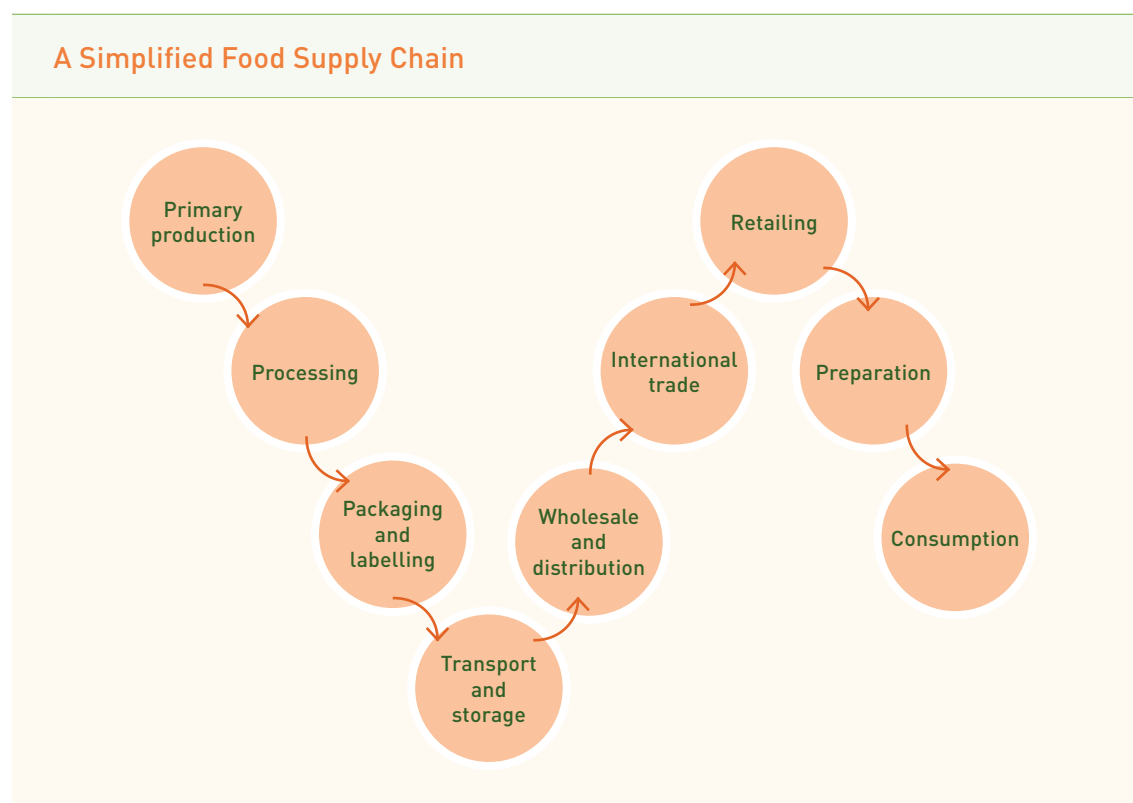 A Simplified Food Supply Chain
Primary
production
Processing
Packaging
and
labelling
Transport
and
storage
Wholesale
and
distribution
International
trade
Retailing
Preparation
Consumption